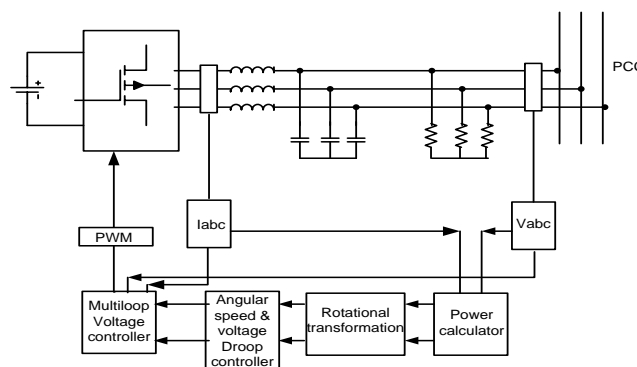 PCC
Iabc
Vabc
PWM
Multiloop
Voltage
controller
Angular
speed &
voltage
Droop
controller
Rotational
transformation
Power
calculator